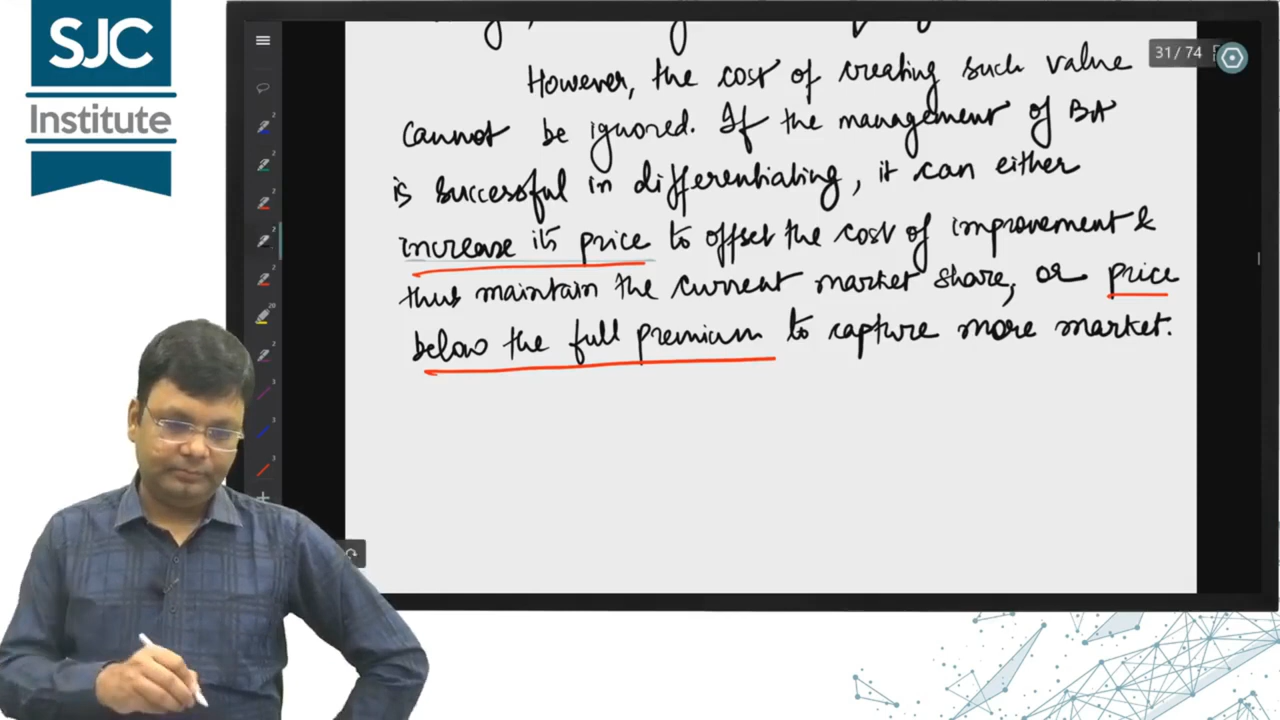 SJC
Institute
31 / 74
However, the cost of creating such value
cannot be ignored. If the management of BA
is successful in differentiating, it can either
increase its price to offset the cost of improvement &
thus maintain the current market share, or price
below the full premium to capture more market.